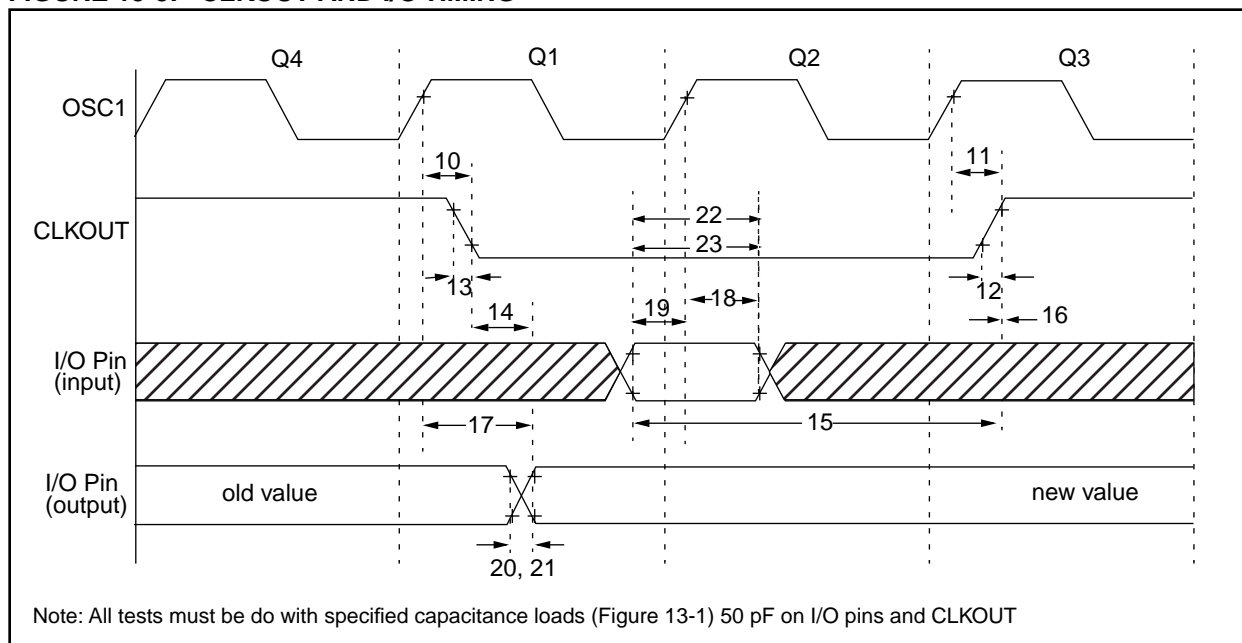 Q4 Q1 Q2 Q3
OSC1
10 11
22
CLKOUT
23
13 12
18
14 19 16
I/O Pin
(input)
17 15
I/O Pin
(output)
old value new value
20, 21
Note: All tests must be do with specified capacitance loads (Figure 13-1) 50 pF on I/O pins and CLKOUT